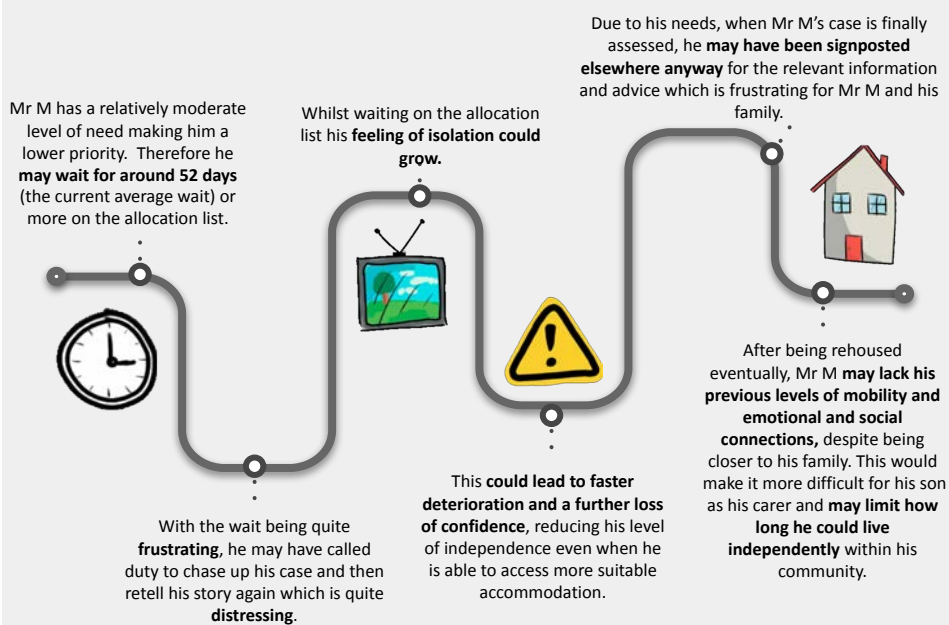 Mr M has a relatively moderate
level of need making him a
lower priority.  Therefore he
may wait for around 52 days
(the current average wait) or
more on the allocation list.
With the wait being quite
frustrating, he may have called
duty to chase up his case and then
retell his story again which is quite
distressing.
Whilst waiting on the allocation
list his feeling of isolation could
grow.
This could lead to faster
deterioration and a further loss
of confidence, reducing his level
of independence even when he
is able to access more suitable
accommodation.
Due to his needs, when Mr M’s case is finally
assessed, he may have been signposted
elsewhere anyway for the relevant information
and advice which is frustrating for Mr M and his
family.
After being rehoused
eventually, Mr M may lack his
previous levels of mobility and
emotional and social
connections, despite being
closer to his family. This would
make it more difficult for his son
as his carer and may limit how
long he could live
independently within his
community.